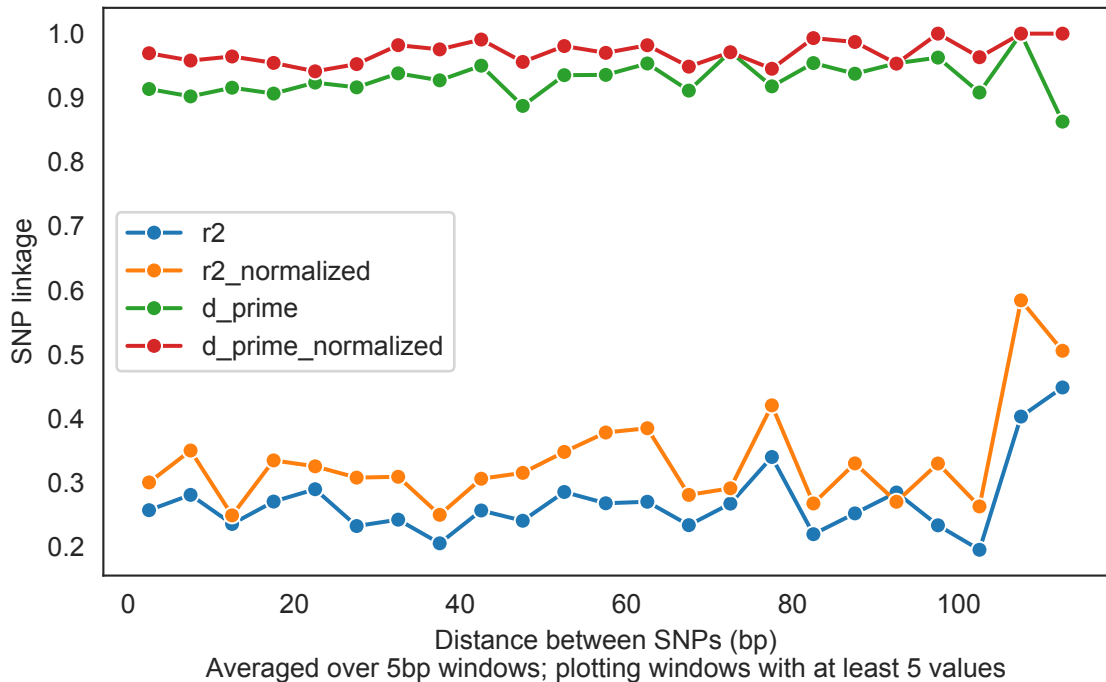 1.0
0.9
0.8
0.7
0.6
0.5
0.4
0.3
0.2
SNP linkage
r2
r2_normalized
d_prime
d_prime_normalized
0 20 40 60 80 100
Distance between SNPs (bp)
Averaged over 5bp windows; plotting windows with at least 5 values